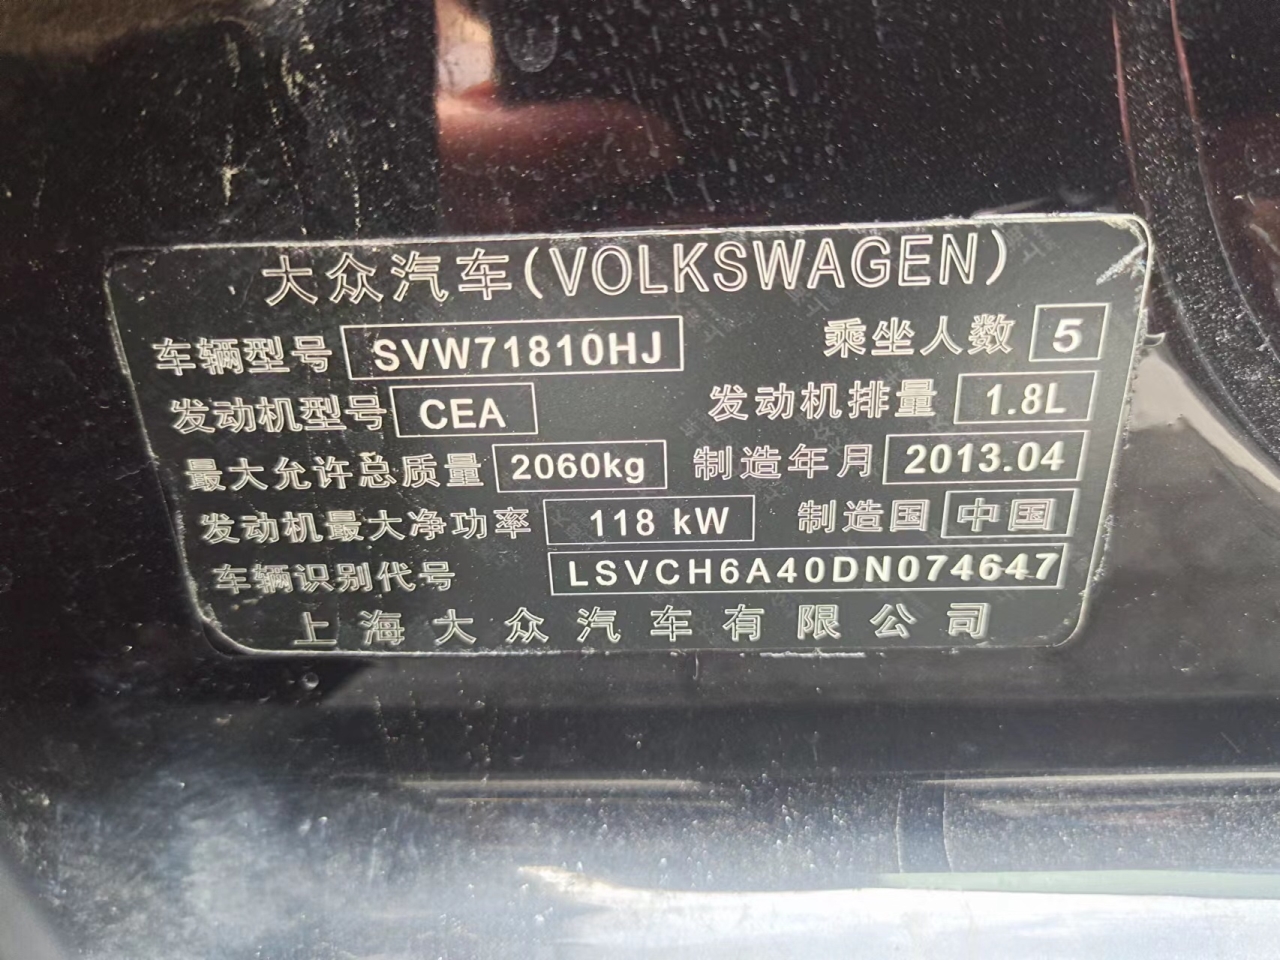 大众汽车(VOLKSWAGEN)
车辆型号 SVW71810HJ 乘坐人数 5
发动机型号 CEA 发动机排量 1.8L
最大允许总质量 2060kg 制造年月 2013.04
发动机最大净功率 118 kW 制造国 中国
车辆识别代号 LSVCH6A40DN074647
上海大众汽车有限公司